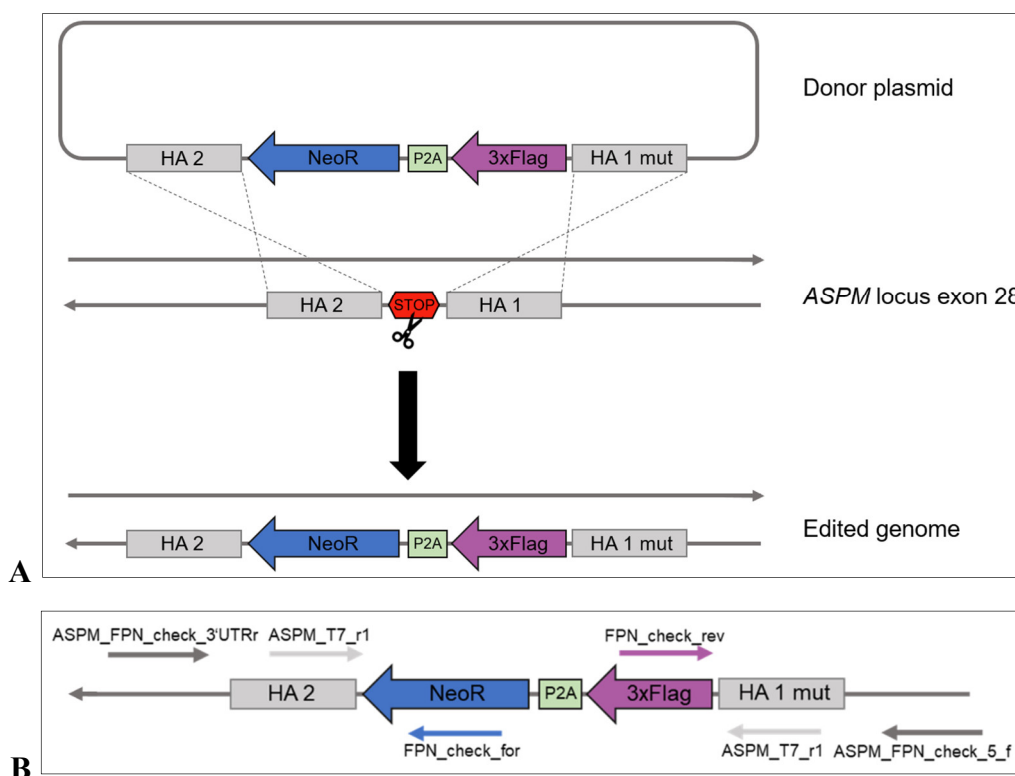 Donor plasmid
HA 2 NeoR P2A 3xFlag HA 1 mut
HA 2 STOP HA 1
ASPM locus exon 28
Edited genome
HA 2 NeoR P2A 3xFlag HA 1 mut
A
ASPM_FPN_check_3'UTRr ASPM_T7_r1 FPN_check_rev
HA 2 NeoR P2A 3xFlag HA 1 mut
FPN_check_for ASPM_T7_r1 ASPM_FPN_check_5_f
B